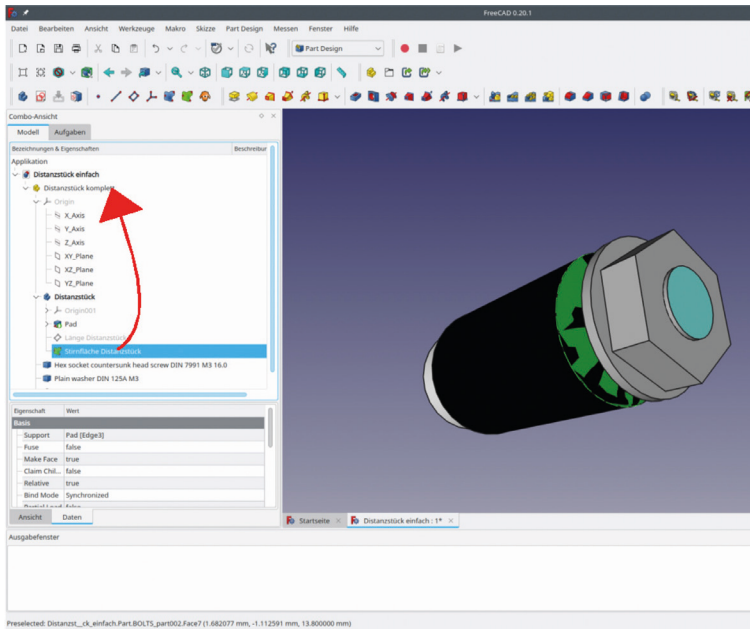 FreeCAD 0.20.1
Datei Bearbeiten Ansicht Werkzeuge Makro Skizze Part Design Messen Fenster Hilfe
Part Design
Combo-Ansicht
Modell Aufgaben
Bezeichnungen & Eigenschaften Beschreibur
Applikation
Distanzstück einfach
Distanzstück komplett
Origin
X_Axis
Y_Axis
Z_Axis
XY_Plane
XZ_Plane
YZ_Plane
Distanzstück
Origin001
Pad
Länge Distanzstück
Stirnfläche Distanzstück
Hex socket countersunk head screw DIN 7991 M3 16.0
Plain washer DIN 125A M3
Eigenschaft Wert
Basis
Support Pad [Edge3]
Fuse false
Make Face true
Claim Chil... false
Relative true
Bind Mode Synchronized
Partial Load false
Ansicht Daten
Startseite Distanzstück einfach : 1*
Ausgabefenster
Preselected: Distanzst__ck_einfach.Part.BOLTS_part002.Face7 (1.682077 mm, -1.112591 mm, 13.800000 mm)